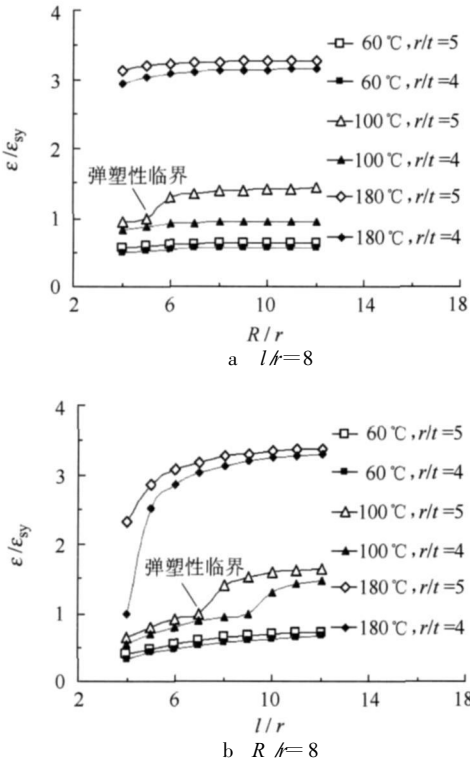 4
3
2
1
0
ε/εsy
弹塑性临界
60℃,r/t=5
60℃,r/t=4
100℃,r/t=5
100℃,r/t=4
180℃,r/t=5
180℃,r/t=4
2 6 10 14 18
R/r
a l/r=8
4
3
2
1
0
ε/εsy
弹塑性临界
60℃,r/t=5
60℃,r/t=4
100℃,r/t=5
100℃,r/t=4
180℃,r/t=5
180℃,r/t=4
2 6 10 14 18
l/r
b R/r=8